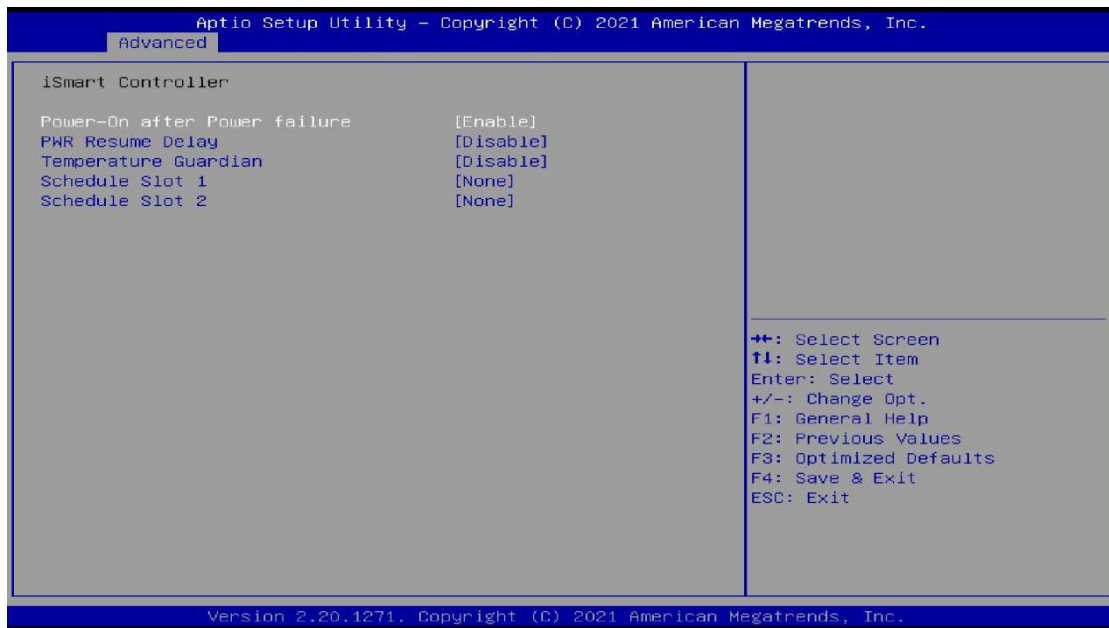 Aptio Setup Utility – Copyright (C) 2021 American Megatrends, Inc.
Advanced
iSmart Controller
Power-On after Power failure [Enable]
PWR Resume Delay [Disable]
Temperature Guardian [Disable]
Schedule Slot 1 [None]
Schedule Slot 2 [None]
→←: Select Screen
↑↓: Select Item
Enter: Select
+/-: Change Opt.
F1: General Help
F2: Previous Values
F3: Optimized Defaults
F4: Save & Exit
ESC: Exit
Version 2.20.1271. Copyright (C) 2021 American Megatrends, Inc.